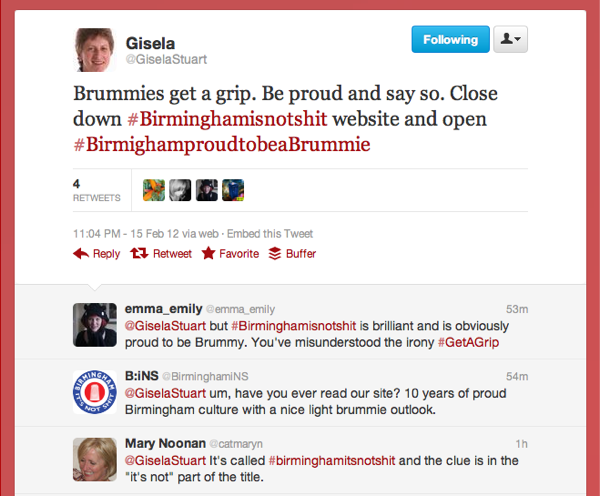 Gisela
@GiselaStuart
Following
Brummies get a grip. Be proud and say so. Close
down #Birminghamisnotshit website and open
#BirmighamproudtobeaBrummie
4
RETWEETS
11:04 PM - 15 Feb 12 via web · Embed this Tweet
Reply Retweet Favorite Buffer
emma_emily @emma_emily 53m
@GiselaStuart but #Birminghamisnotshit is brilliant and is obviously
proud to be Brummy. You've misunderstood the irony #GetAGrip
BIRMINGHAM
IT'S NOT SHIT
B:iNS @BirminghamiNS 54m
@GiselaStuart um, have you ever read our site? 10 years of proud
Birmingham culture with a nice light brummie outlook.
Mary Noonan @catmaryn 1h
@GiselaStuart It's called #birminghamitsnotshit and the clue is in the
"it's not" part of the title.